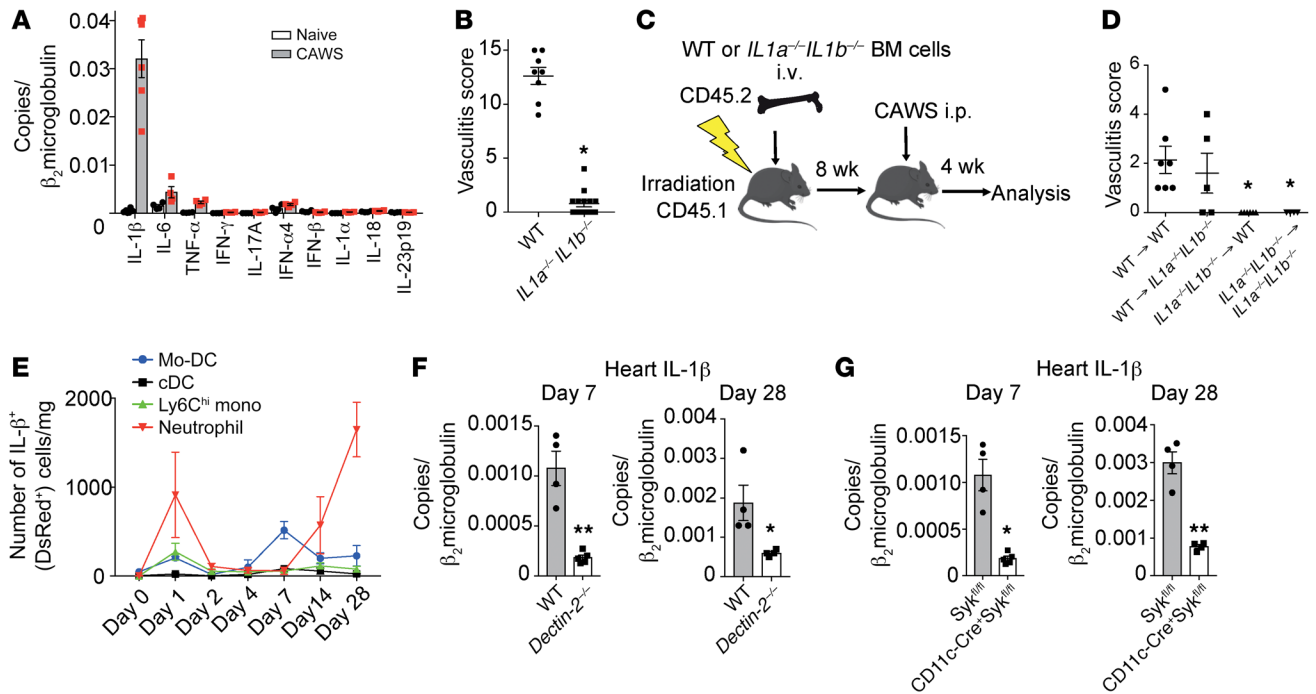 A
Copies/
β2microglobulin
0.04
0.03
0.02
0.01
0
Naive
CAWS
IL-1β
IL-6
TNF-α
IFN-γ
IL-17A
IFN-α4
IFN-β
IL-1α
IL-18
IL-23p19
B
Vasculitis score
15
10
5
0
*
WT
IL1a–/– IL1b–/–
C
WT or IL1a–/–IL1b–/– BM cells
i.v.
CD45.2
CAWS i.p.
Irradiation
CD45.1
8 wk
4 wk
Analysis
D
Vasculitis score
6
4
2
0
*
*
WT → WT
WT → IL1a–/–IL1b–/–
IL1a–/–IL1b–/– → WT
IL1a–/–IL1b–/– →
IL1a–/–IL1b–/–
E
Mo-DC
cDC
Ly6Chi mono
Neutrophil
Number of IL-β+
(DsRed+) cells/mg
2000
1000
0
Day 0
Day 1
Day 2
Day 4
Day 7
Day14
Day 28
F
Heart IL-1β
Day 7
Copies/
β2microglobulin
0.0015
0.0010
0.0005
0
**
WT
Dectin-2–/–
Day 28
Copies/
β2microglobulin
0.004
0.003
0.002
0.001
0
*
WT
Dectin-2–/–
G
Heart IL-1β
Day 7
Copies/
β2microglobulin
0.0015
0.0010
0.0005
0
*
Sykfl/fl
CD11c-Cre+Sykfl/fl
Day 28
Copies/
β2microglobulin
0.004
0.003
0.002
0.001
0
**
Sykfl/fl
CD11c-Cre+Sykfl/fl